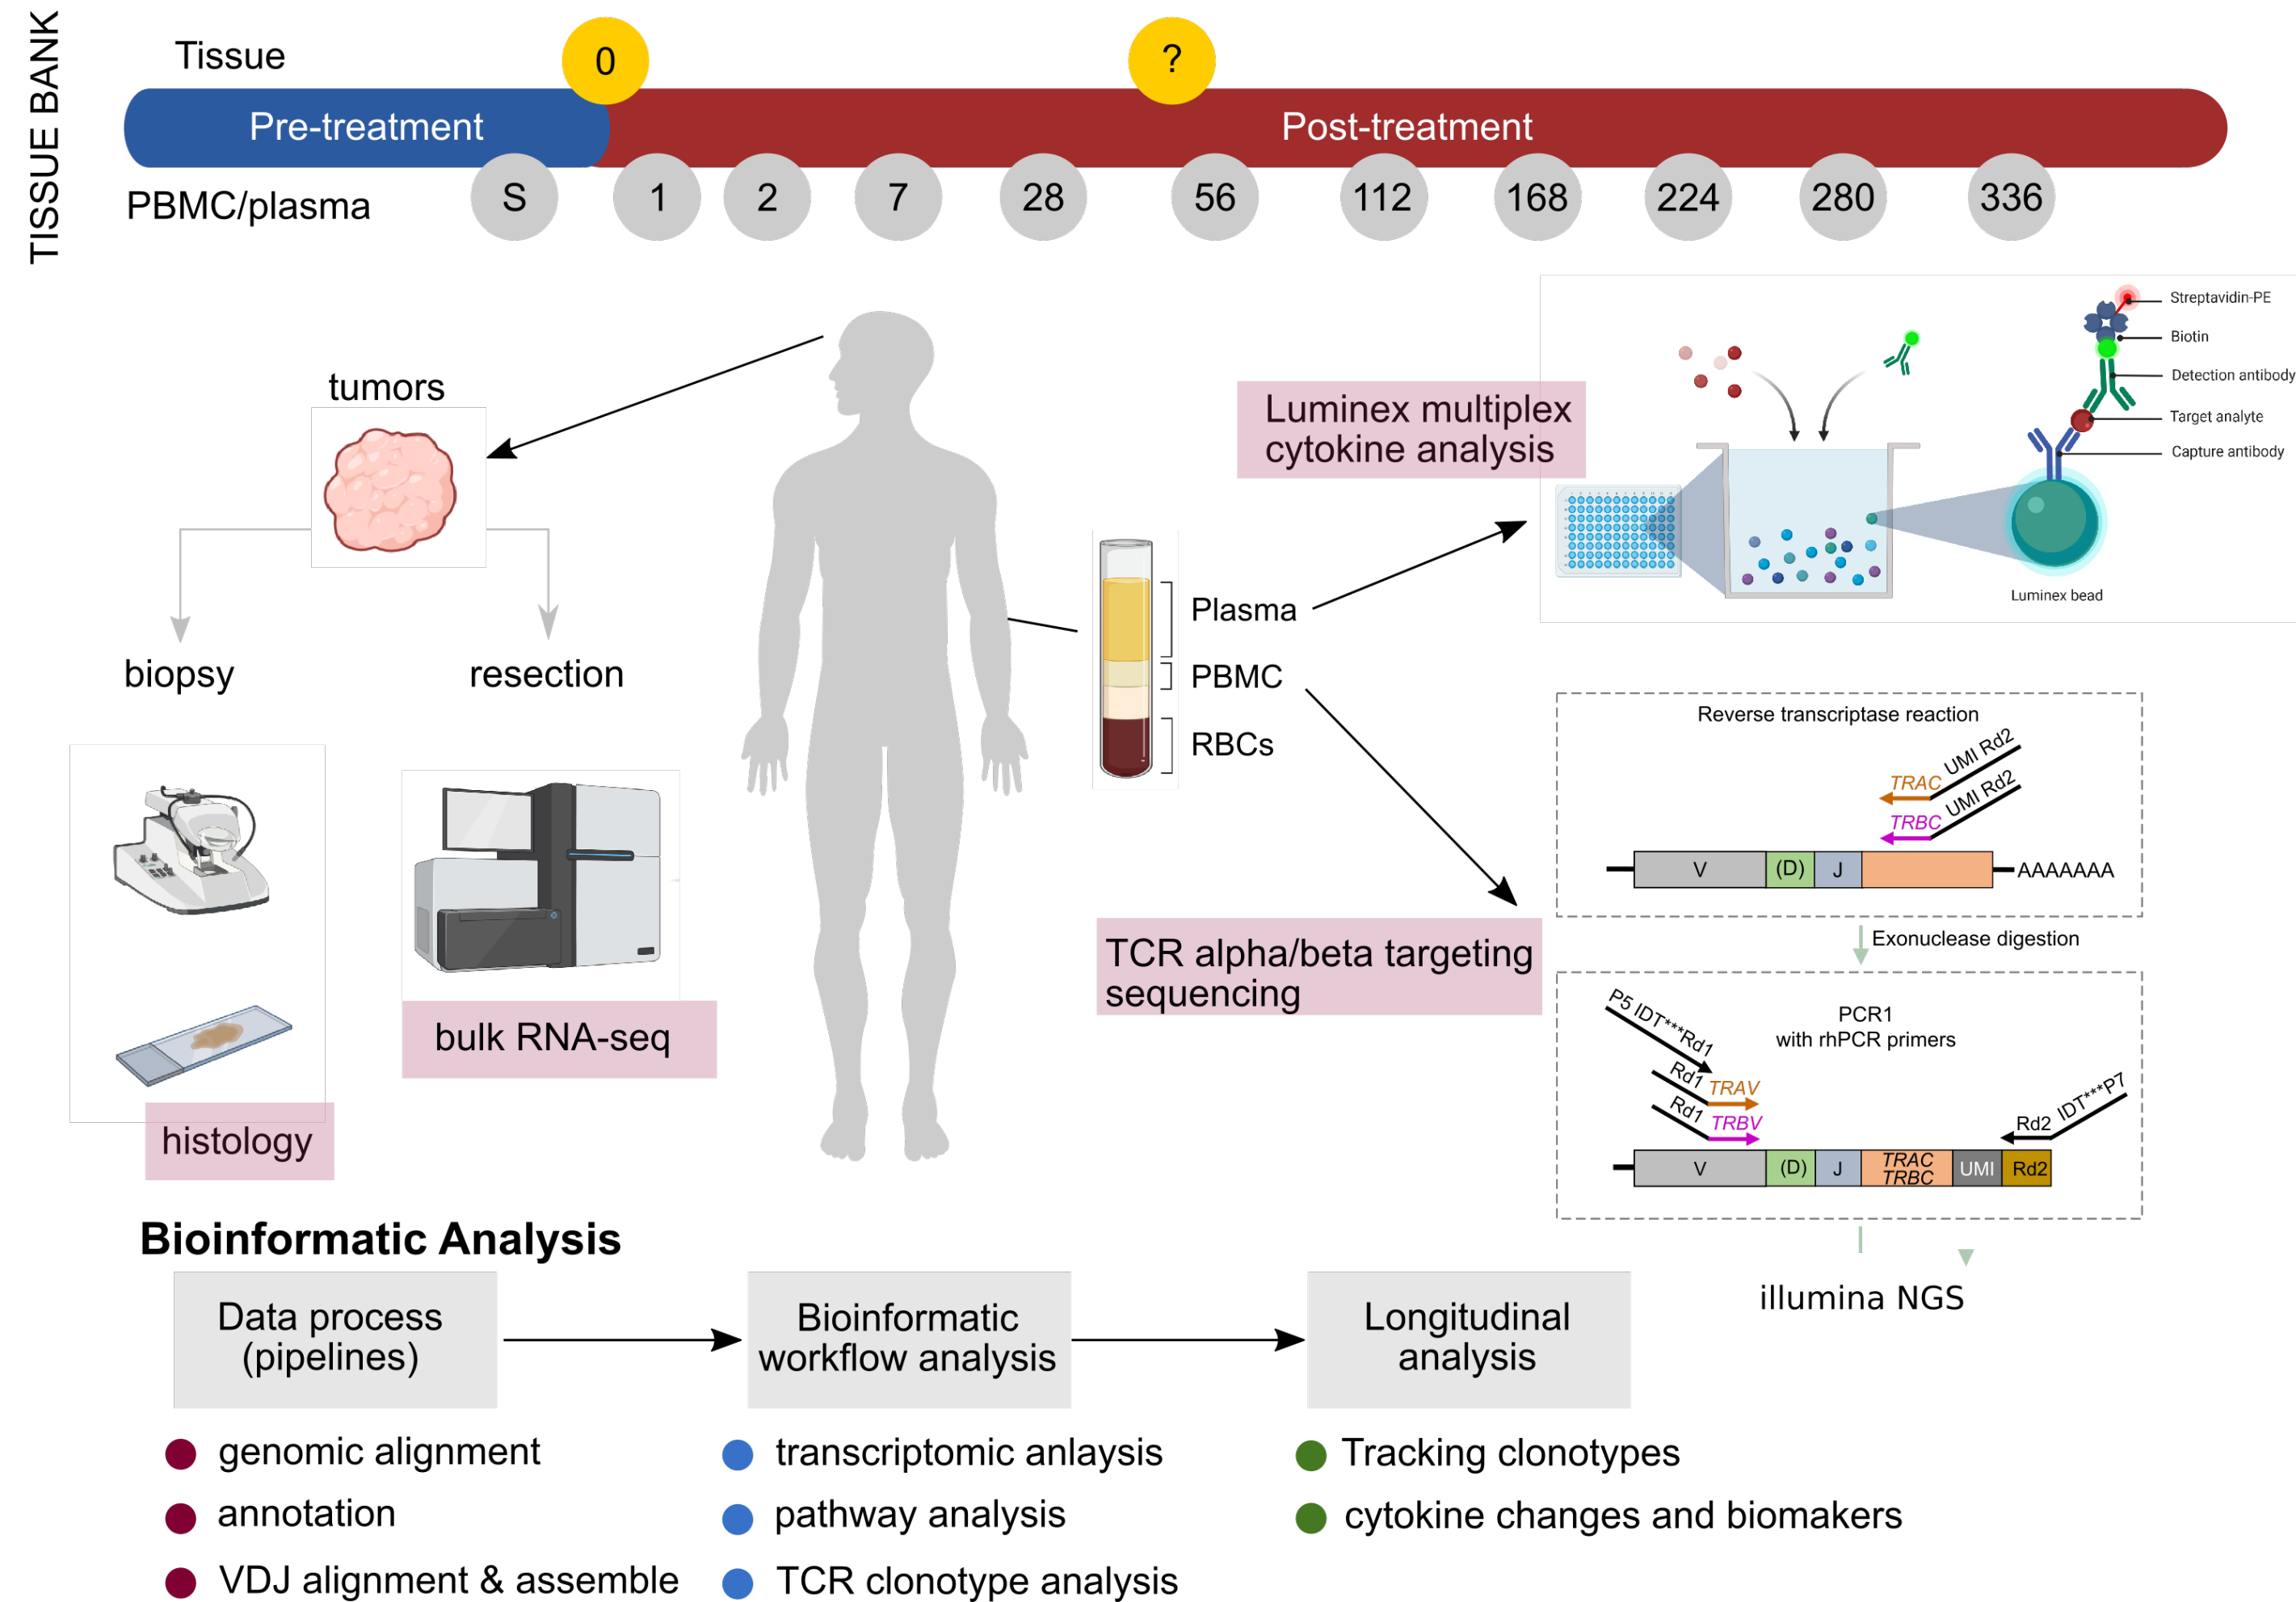 TISSUE BANK
Tissue
0
?
Pre-treatment
Post-treatment
PBMC/plasma
S
1
2
7
28
56
112
168
224
280
336
tumors
biopsy
resection
histology
bulk RNA-seq
Plasma
PBMC
RBCs
Luminex multiplex
cytokine analysis
Streptavidin-PE
Biotin
Detection antibody
Target analyte
Capture antibody
Luminex bead
TCR alpha/beta targeting
sequencing
Reverse transcriptase reaction
UMI Rd2
TRAC
UMI Rd2
TRBC
V
(D)
J
AAAAAAA
Exonuclease digestion
PCR1
with rhPCR primers
P5 IDT***Rd1
Rd1
TRAV
Rd1
TRBV
Rd2
IDT***P7
V
(D)
J
TRAC
TRBC
UMI
Rd2
illumina NGS
Bioinformatic Analysis
Data process
(pipelines)
Bioinformatic
workflow analysis
Longitudinal
analysis
genomic alignment
annotation
VDJ alignment & assemble
transcriptomic anlaysis
pathway analysis
TCR clonotype analysis
Tracking clonotypes
cytokine changes and biomakers